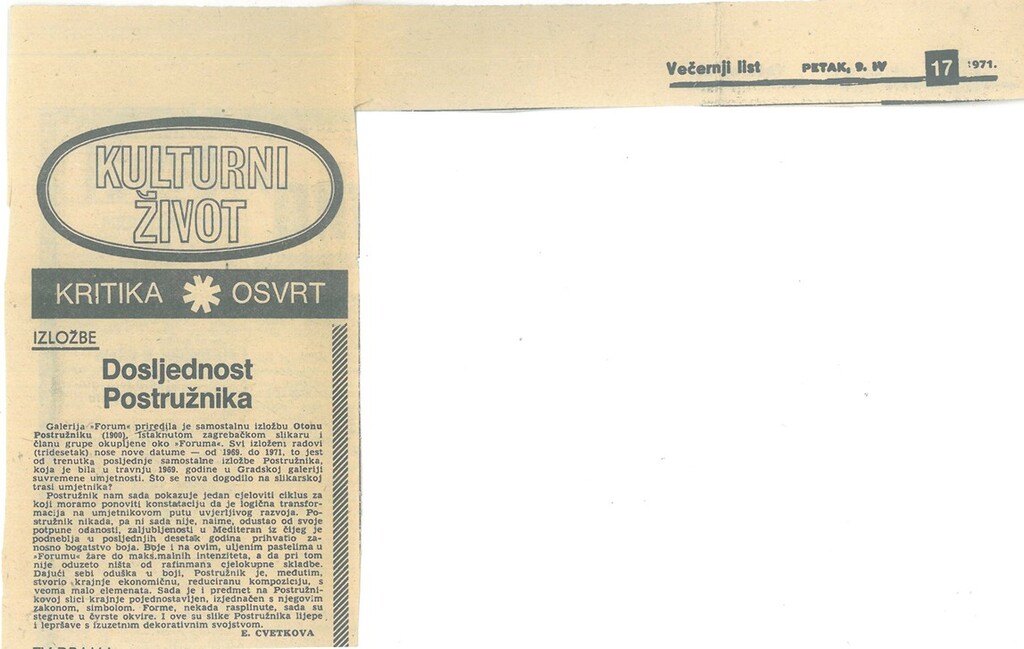 Večernji list PETAK, 9. IV 17 1971.
KULTURNI
ŽIVOT
KRITIKA OSVRT
IZLOŽBE
Dosljednost
Postružnika
Galerija »Forum« priredila je samostalnu izložbu Otonu
Postružniku (1900), istaknutom zagrebačkom slikaru i
članu grupe okupljene oko »Foruma«. Svi izloženi radovi
(tridesetak) nose nove datume — od 1969. do 1971, to jest
od trenutka posljednje samostalne izložbe Postružnika,
koja je bila u travnju 1969. godine u Gradskoj galeriji
suvremene umjetnosti. Što se nova dogodilo na slikarskoj
trasi umjetnika?
Postružnik nam sada pokazuje jedan cjeloviti ciklus za
koji moramo ponoviti konstataciju da je logična transfor-
macija na umjetnikovom putu uvjerljivog razvoja. Po-
stružnik nikada, pa ni sada nije, naime, odustao od svoje
potpune odanosti, zaljubljenosti u Mediteran iz čijeg je
podneblja u posljednjih desetak godina prihvatio za-
nosno bogatstvo boja. Boje i na ovim, uljenim pastelima u
»Forumu« žare do maksimalnih intenziteta, a da pri tom
nije oduzeto ništa od rafinmana cjelokupne skladbe.
Dajući sebi oduška u boji, Postružnik je, međutim,
stvorio krajnje ekonomičnu, reduciranu kompoziciju, s
veoma malo elemenata. Sada je i predmet na Postružni-
kovoj slici krajnje pojednostavljen, izjednačen s njegovim
zakonom, simbolom. Forme, nekada rasplinute, sada su
stegnute u čvrste okvire. I ove su slike Postružnika lijepe
i lepršave s izuzetnim dekorativnim svojstvom.
E. CVETKOVA